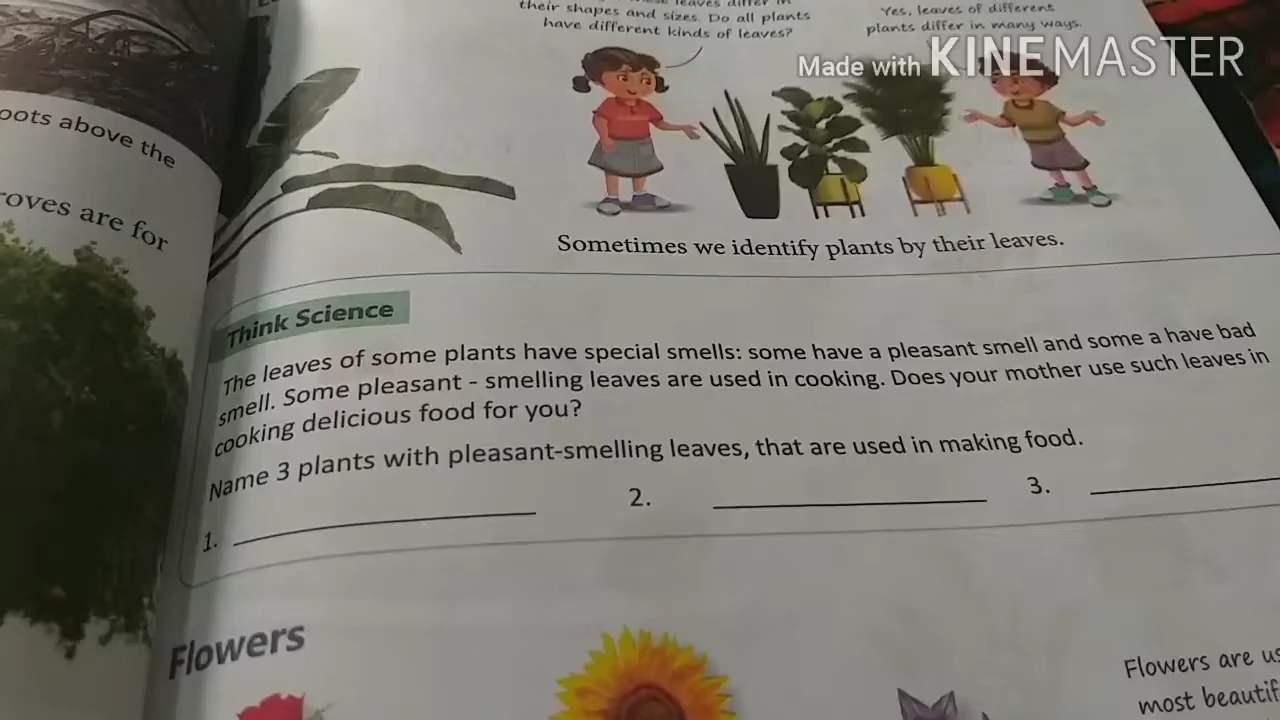 their shapes and sizes. Do all plants
have different kinds of leaves?
Yes, leaves of different
plants differ in many ways.
Made with KINEMASTER
above the
are for
Sometimes we identify plants by their leaves.
Think Science
The leaves of some plants have special smells: some have a pleasant smell and some a have bad
smell. Some pleasant - smelling leaves are used in cooking. Does your mother use such leaves in
cooking delicious food for you?
Name 3 plants with pleasant-smelling leaves, that are used in making food.
1.
2.
3.
Flowers
Flowers are
most